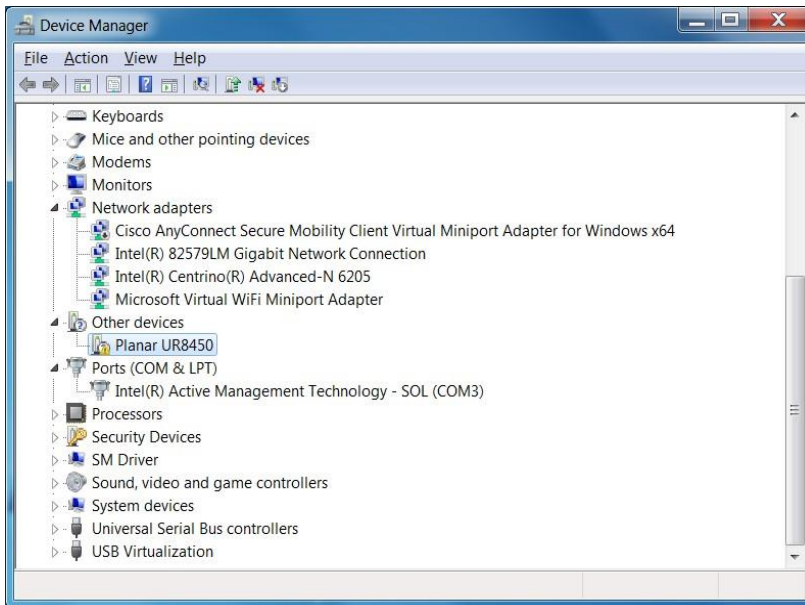 Device Manager
File Action View Help
Keyboards
Mice and other pointing devices
Modems
Monitors
Network adapters
Cisco AnyConnect Secure Mobility Client Virtual Miniport Adapter for Windows x64
Intel(R) 82579LM Gigabit Network Connection
Intel(R) Centrino(R) Advanced-N 6205
Microsoft Virtual WiFi Miniport Adapter
Other devices
Planar UR8450
Ports (COM & LPT)
Intel(R) Active Management Technology - SOL (COM3)
Processors
Security Devices
SM Driver
Sound, video and game controllers
System devices
Universal Serial Bus controllers
USB Virtualization